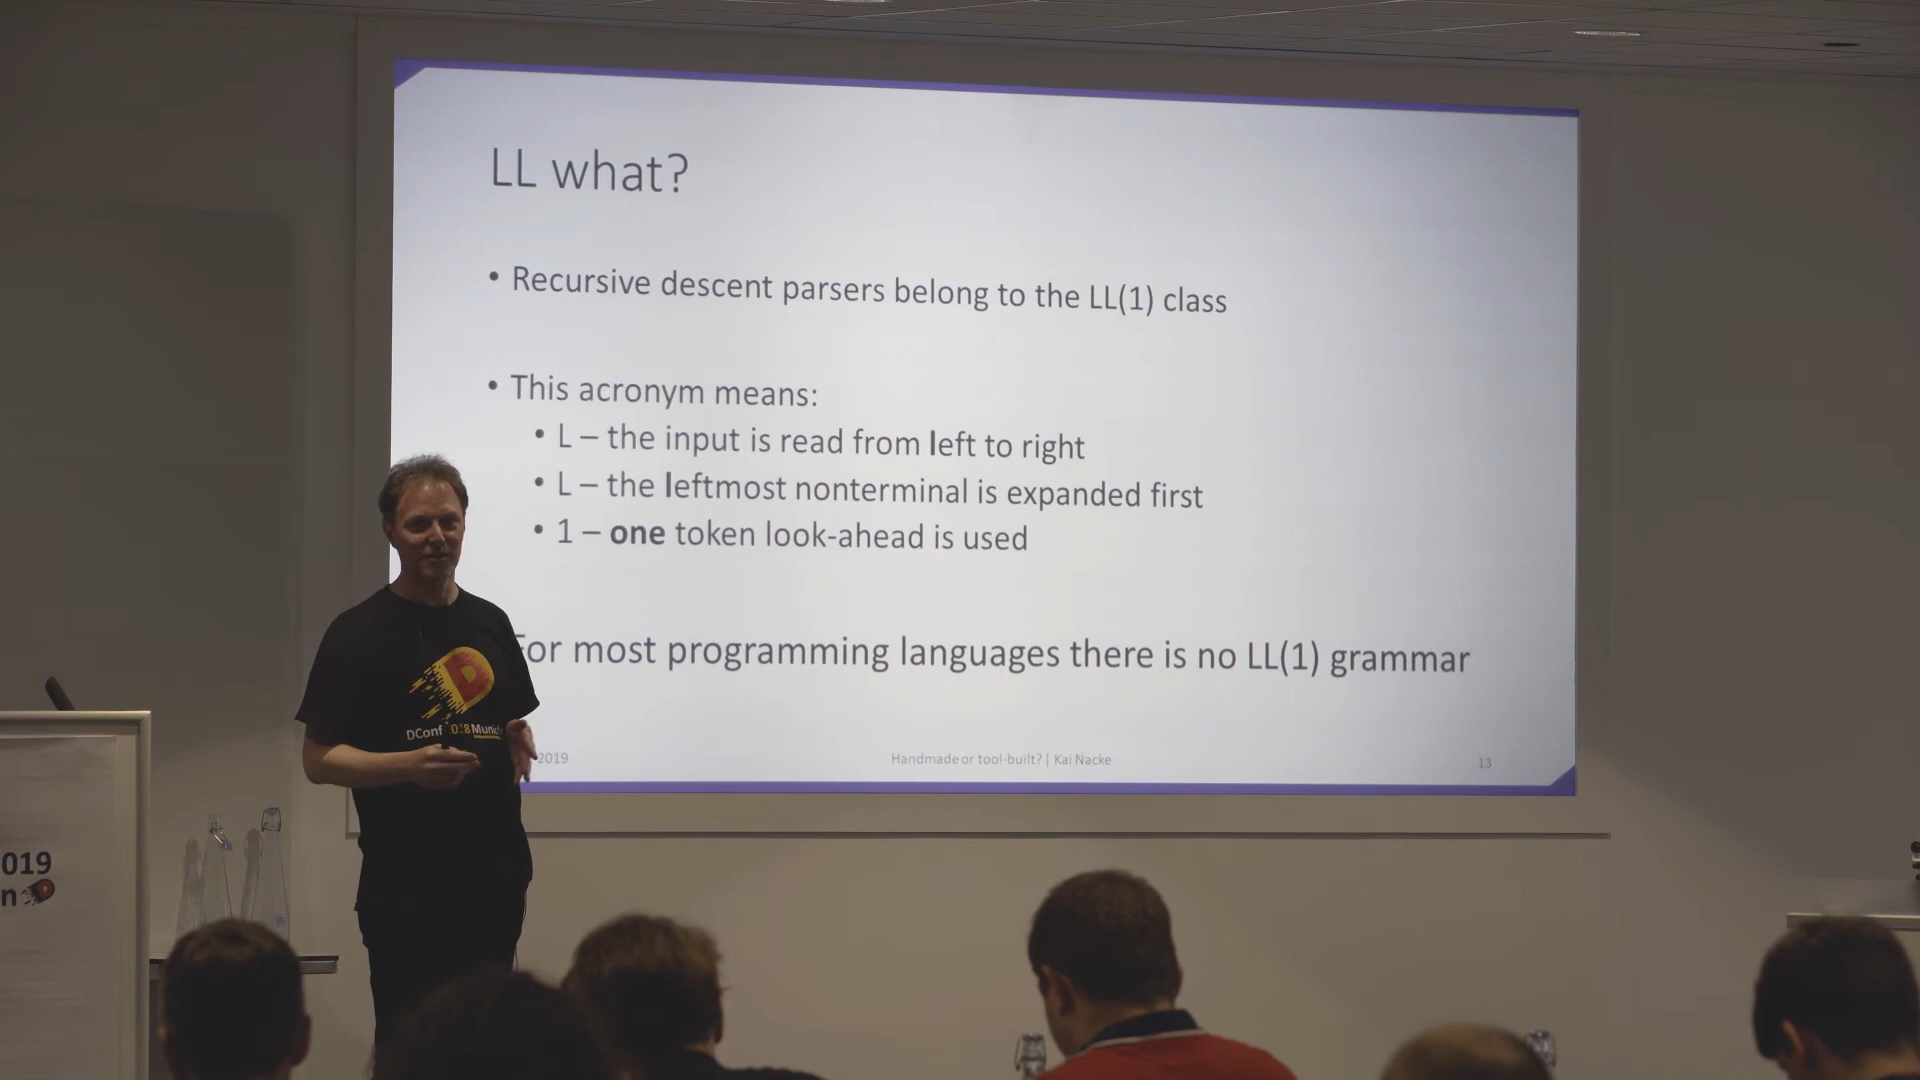 LL what?
• Recursive descent parsers belong to the LL(1) class
• This acronym means:
• L – the input is read from left to right
• L – the leftmost nonterminal is expanded first
• 1 – one token look-ahead is used
For most programming languages there is no LL(1) grammar
2019
Handmade or tool-built? | Kai Nacke
13
D
DConf 2018 Munich
019
n